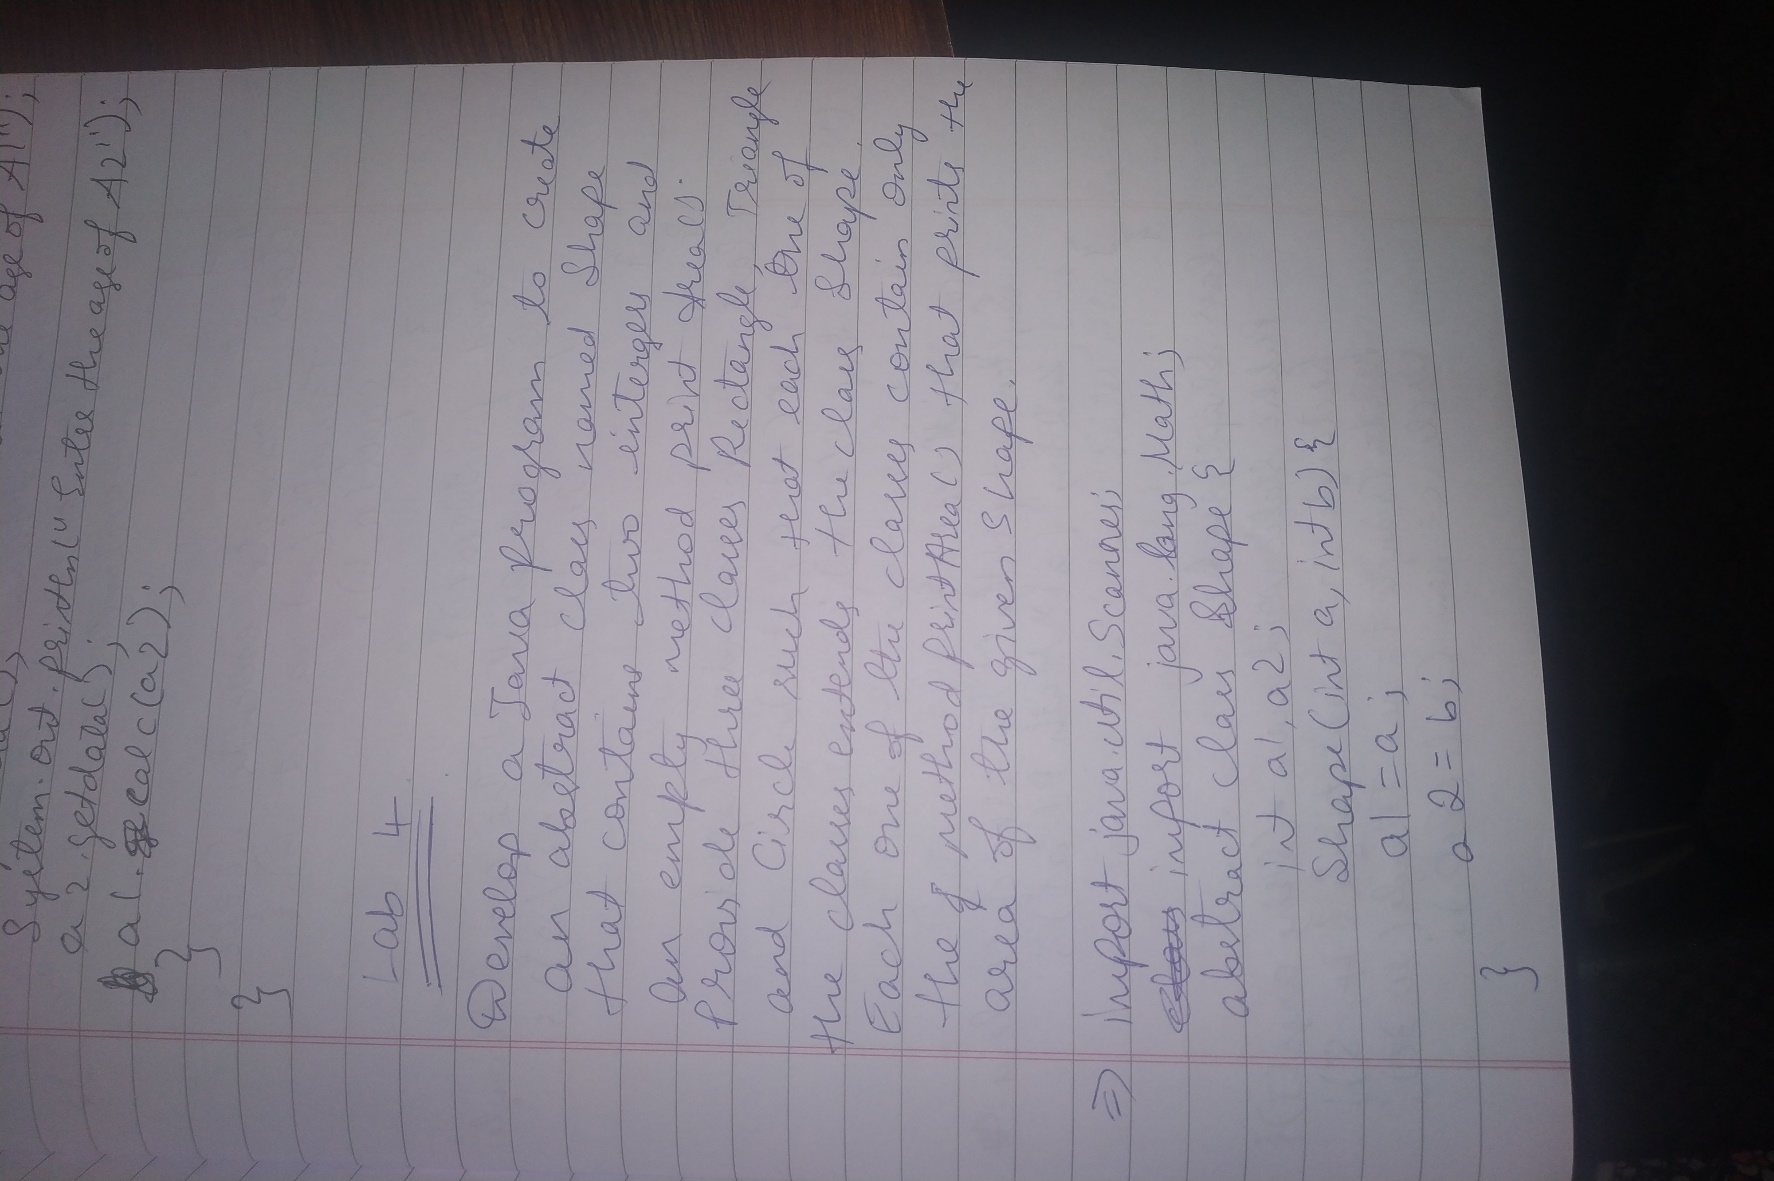 age of A1");
System.out.println("Enter the age of A2");
a2.getdata();
a1.calc(a2);
}
}
Lab 4
Develop a Java program to create
an abstract class named Shape
that contains two intergers and
an empty method print Area().
Provide three classes Rectangle, Triangle
and Circle such that each one of
the classes extends the class Shape.
Each one of the classes contain only
the method printArea() that prints the
area of the given Shape.
⇒ import java.util.Scanner;
import java.lang.Math;
abstract class Shape {
int a1, a2;
Shape(int a, int b) {
a1 = a;
a2 = b;
}